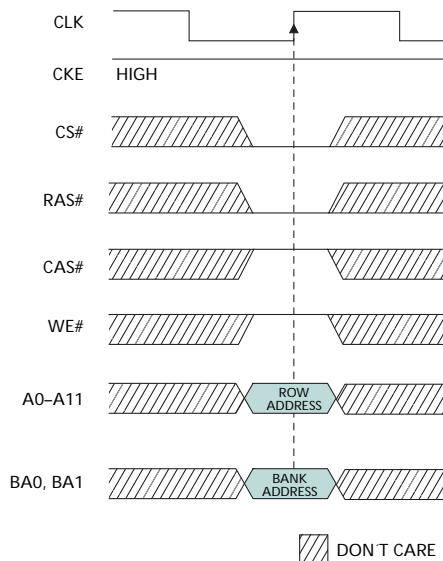 CLK
CKE HIGH
CS#
RAS#
CAS#
WE#
A0–A11 ROW
ADDRESS
BA0, BA1 BANK
ADDRESS
DON´T CARE